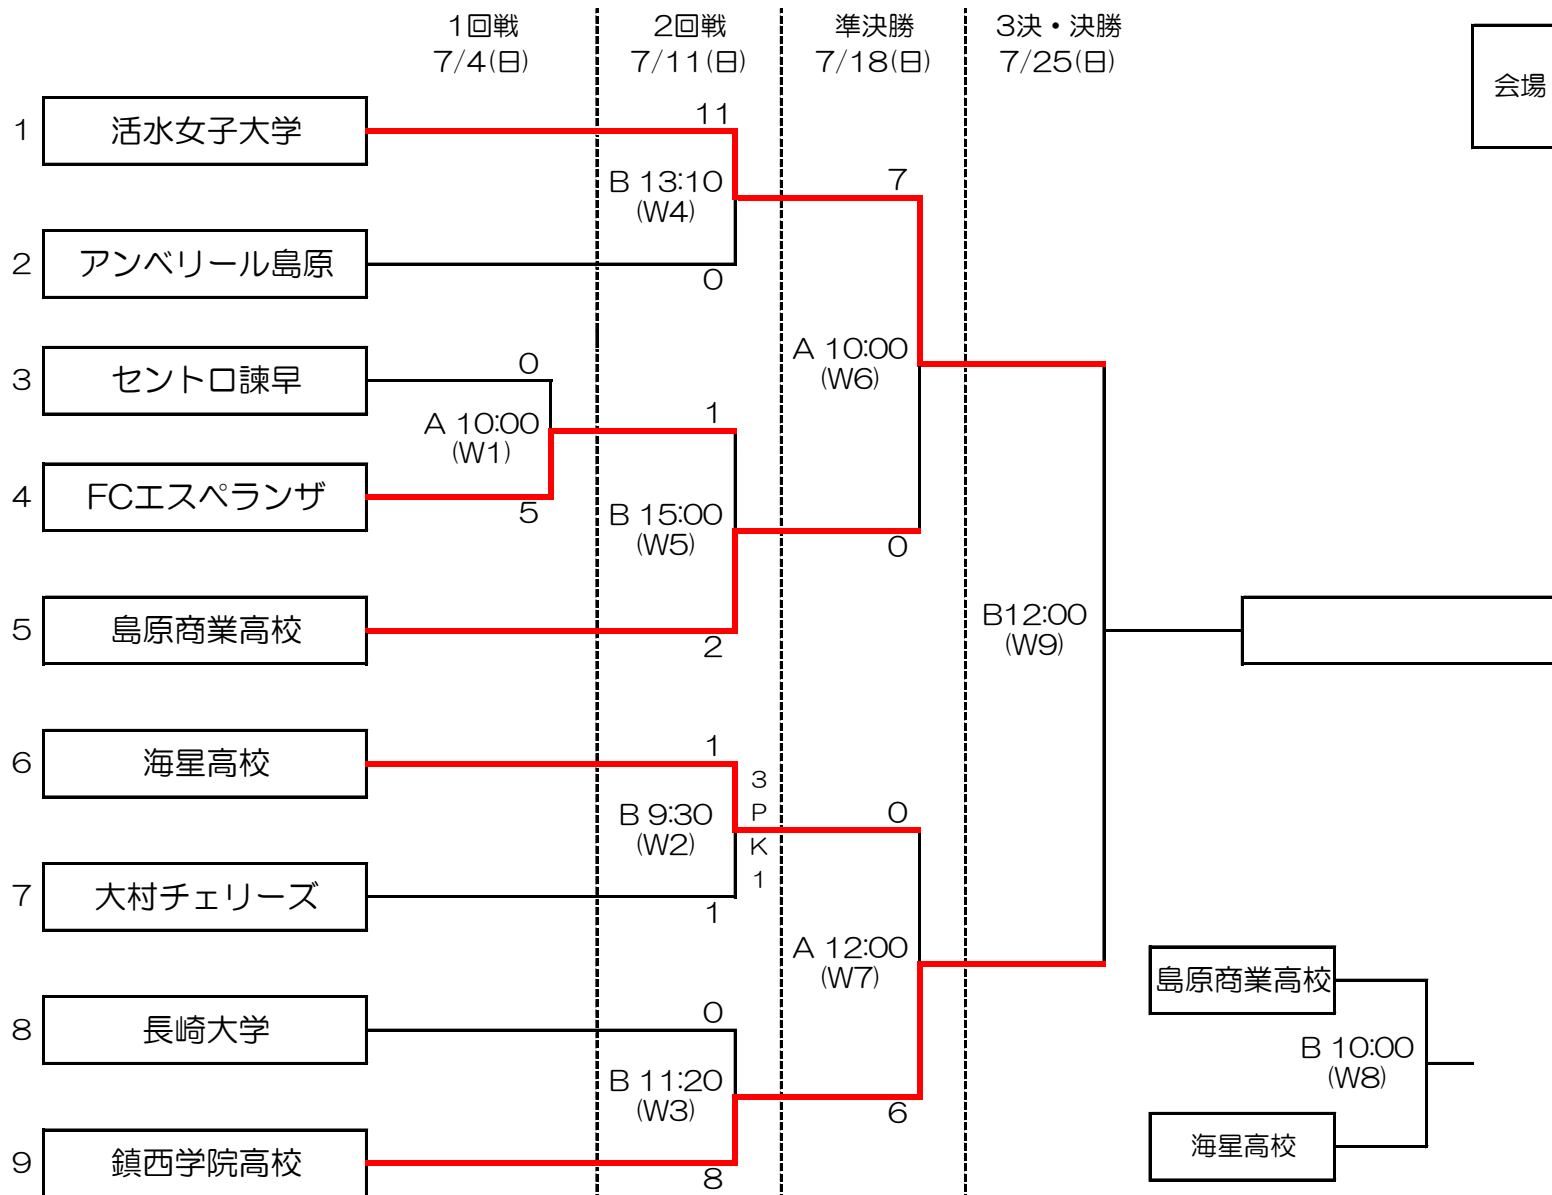 1回戦
7/4(日)
2回戦
7/11(日)
準決勝
7/18(日)
3決・決勝
7/25(日)
会場
1
活水女子大学
11
B 13:10
(W4)
7
2
アンベリール島原
0
3
セントロ諫早
0
A 10:00
(W1)
1
A 10:00
(W6)
4
FCエスペランザ
5
B 15:00
(W5)
0
5
島原商業高校
2
B12:00
(W9)
6
海星高校
1
3
P
K
1
B 9:30
(W2)
0
7
大村チェリーズ
1
A 12:00
(W7)
8
長崎大学
0
B 11:20
(W3)
6
9
鎮西学院高校
8
島原商業高校
B 10:00
(W8)
海星高校